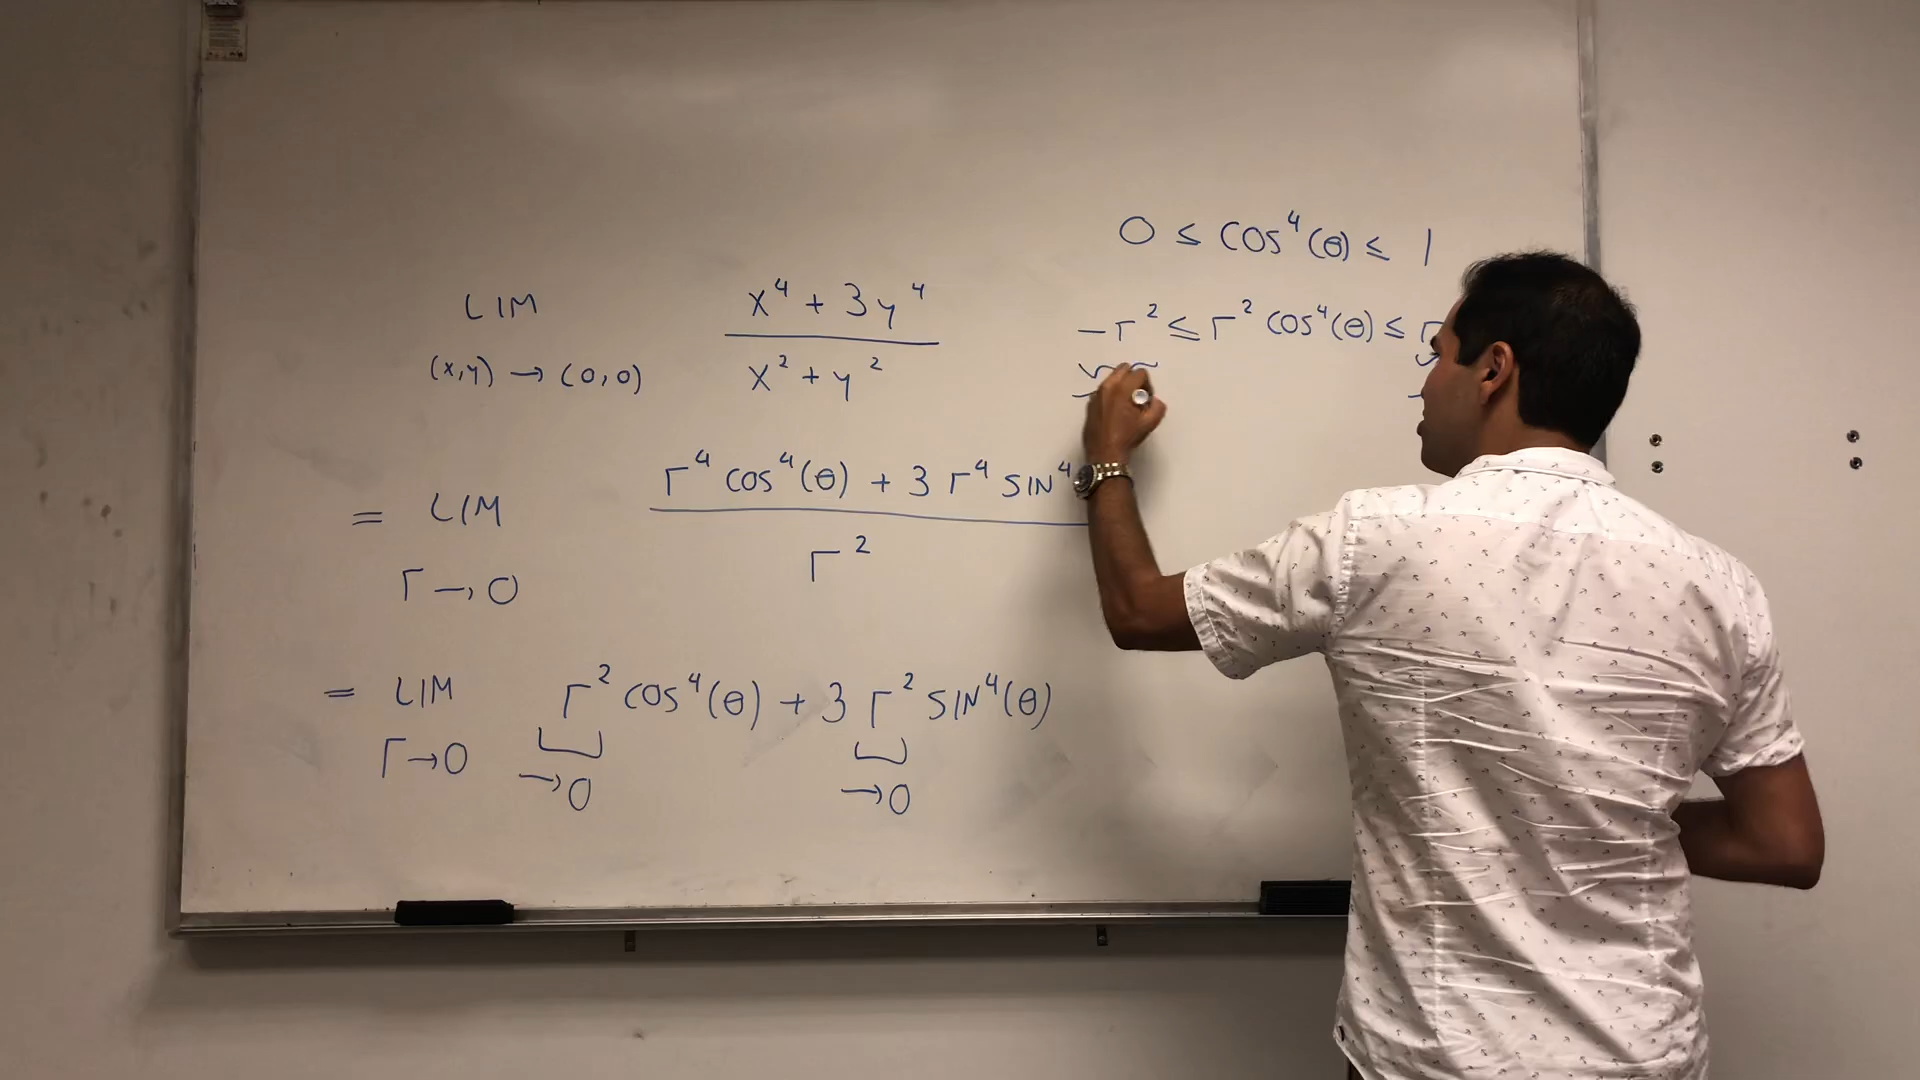 LIM x⁴ + 3y⁴
(x,y) → (0,0) x² + y²
= LIM r⁴ cos⁴(θ) + 3 r⁴ SIN⁴
r → 0 r²
= LIM r² cos⁴(θ) + 3 r² SIN⁴(θ)
r → 0 → 0 → 0
0 ≤ cos⁴(θ) ≤ 1
-r² ≤ r² cos⁴(θ) ≤ r